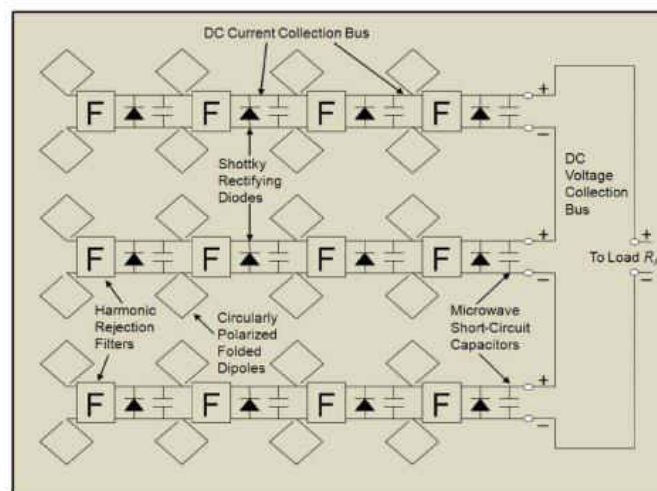 DC Current Collection Bus
F F F F
+
−
Shottky
Rectifying
Diodes
DC
Voltage
Collection
Bus
F F F F
+
−
+
To Load
−
Harmonic
Rejection
Filters
Circularly
Polarized
Folded
Dipoles
Microwave
Short-Circuit
Capacitors
F F F F
+
−